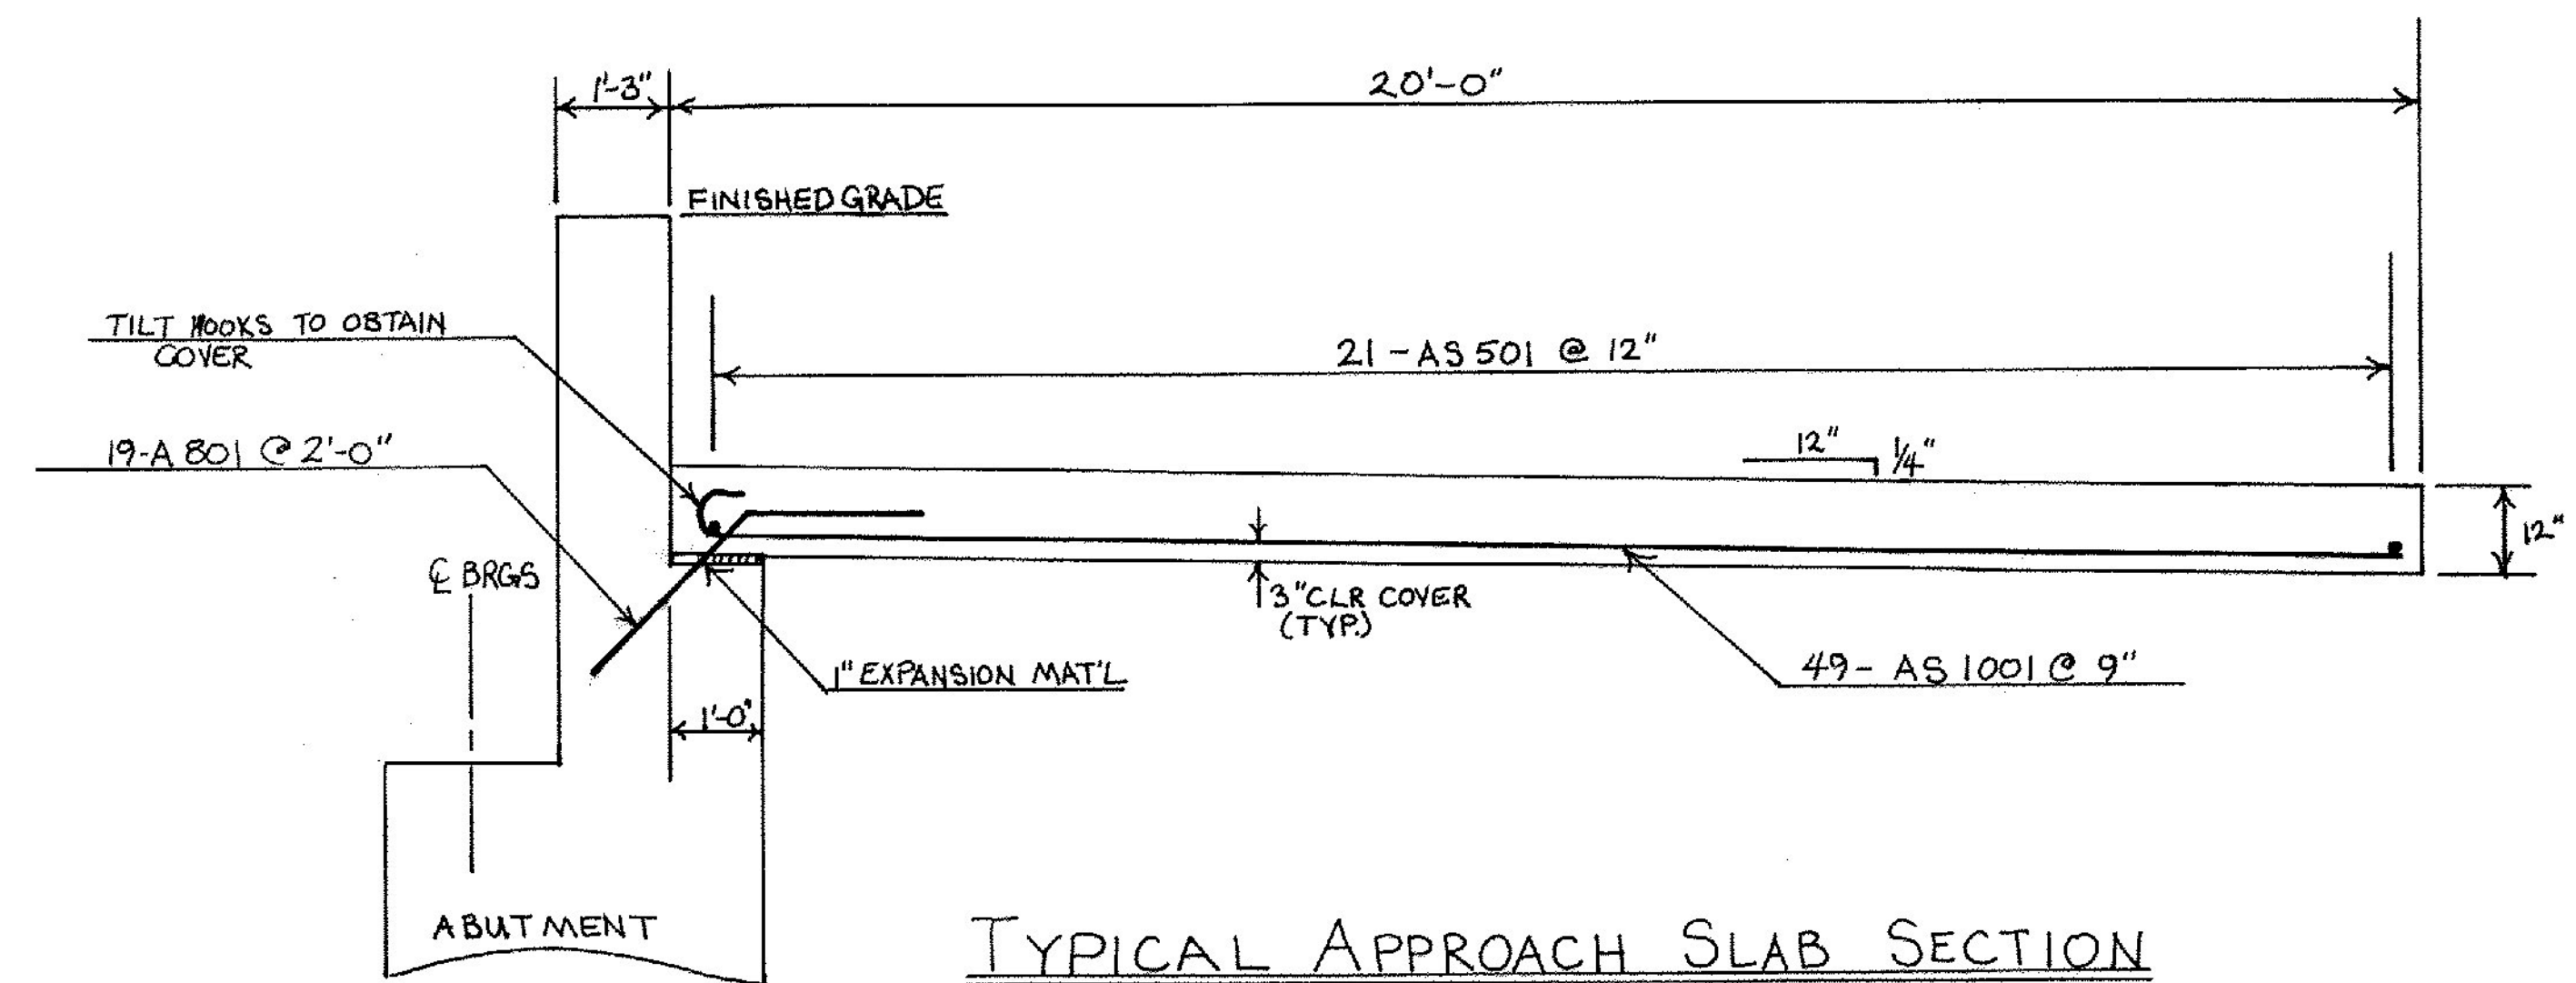 1'-3"
20'-0"
FINISHED GRADE
TILT HOOKS TO OBTAIN
COVER
21-AS 501 @ 12"
19-A 801 @ 2'-0"
12"
1/4"
12"
℄ BRGS
3" CLR COVER
(TYP.)
1" EXPANSION MAT'L
49- AS 1001 @ 9"
1'-0"
ABUTMENT
TYPICAL APPROACH SLAB SECTION